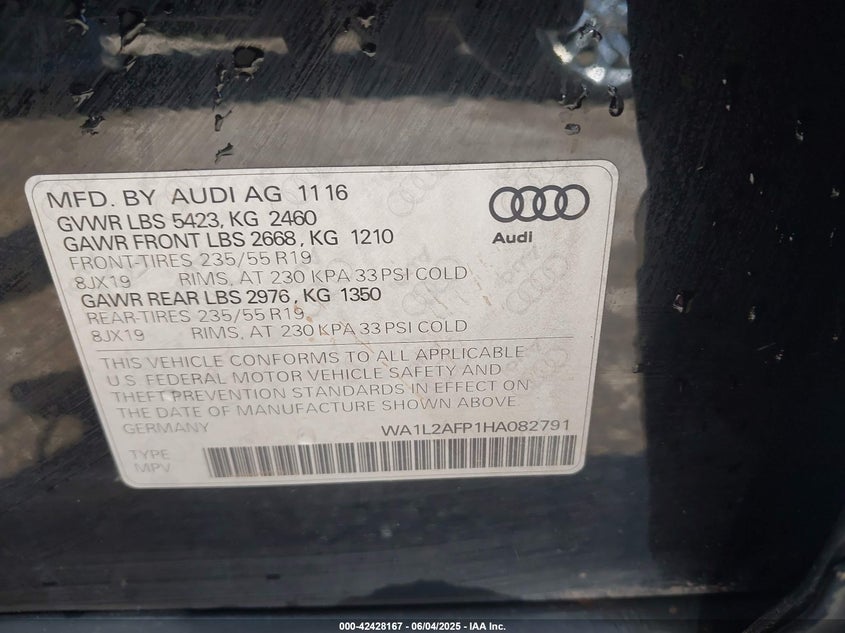 MFD. BY AUDI AG 11 16
GVWR LBS 5423, KG 2460
GAWR FRONT LBS 2668, KG 1210
FRONT-TIRES 235/55 R19
8JX19 RIMS, AT 230 KPA 33 PSI COLD
GAWR REAR LBS 2976, KG 1350
REAR-TIRES 235/55 R19
8JX19 RIMS, AT 230 KPA 33 PSI COLD
Audi
THIS VEHICLE CONFORMS TO ALL APPLICABLE
U.S. FEDERAL MOTOR VEHICLE SAFETY AND
THEFT PREVENTION STANDARDS IN EFFECT ON
THE DATE OF MANUFACTURE SHOWN ABOVE
GERMANY WA1L2AFP1HA082791
TYPE
MPV
000-42428167 - 06/04/2025 - IAA Inc.